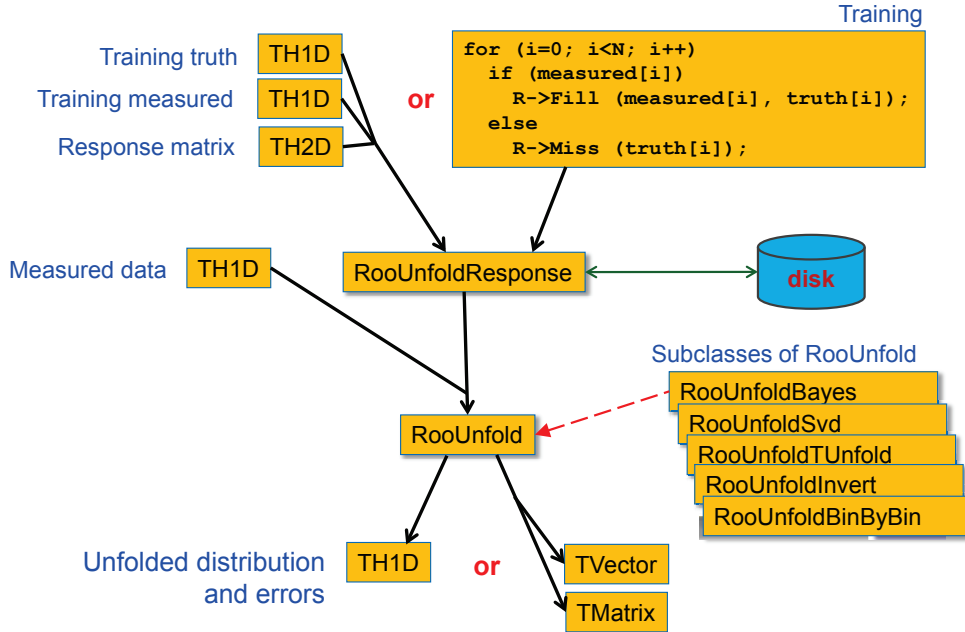 Training
Training truth
TH1D
Training measured
TH1D
Response matrix
TH2D
or
for (i=0; i<N; i++)
if (measured[i])
R->Fill (measured[i], truth[i]);
else
R->Miss (truth[i]);
Measured data
TH1D
RooUnfoldResponse
disk
Subclasses of RooUnfold
RooUnfoldBayes
RooUnfoldSvd
RooUnfoldTUnfold
RooUnfoldInvert
RooUnfoldBinByBin
RooUnfold
Unfolded distribution
and errors
TH1D
or
TVector
TMatrix